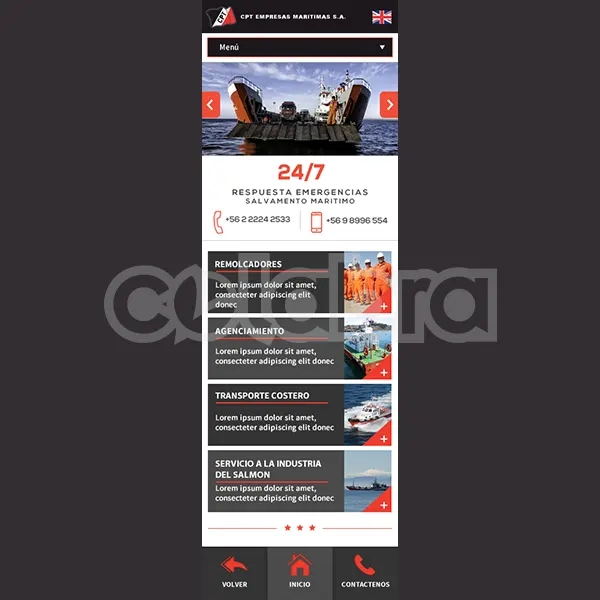 CPT
CPT EMPRESAS MARITIMAS S.A.
Menú
24/7
RESPUESTA EMERGENCIAS
SALVAMENTO MARITIMO
+56 2 2224 2533
+56 9 8996 554
REMOLCADORES
Lorem ipsum dolor sit amet,
consecteter adipiscing elit
donec
AGENCIAMIENTO
Lorem ipsum dolor sit amet,
consecteter adipiscing elit donec
TRANSPORTE COSTERO
Lorem ipsum dolor sit amet,
consecteter adipiscing elit donec
SERVICIO A LA INDUSTRIA
DEL SALMON
Lorem ipsum dolor sit amet,
consecteter adipiscing elit donec
VOLVER
INICIO
CONTACTENOS